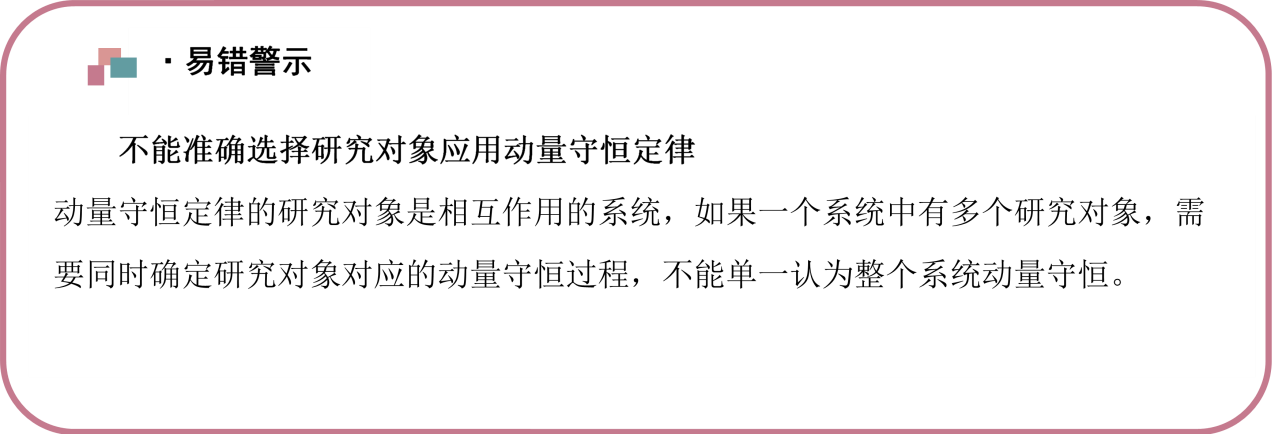 ·易错警示
不能准确选择研究对象应用动量守恒定律
动量守恒定律的研究对象是相互作用的系统，如果一个系统中有多个研究对象，需
要同时确定研究对象对应的动量守恒过程，不能单一认为整个系统动量守恒。